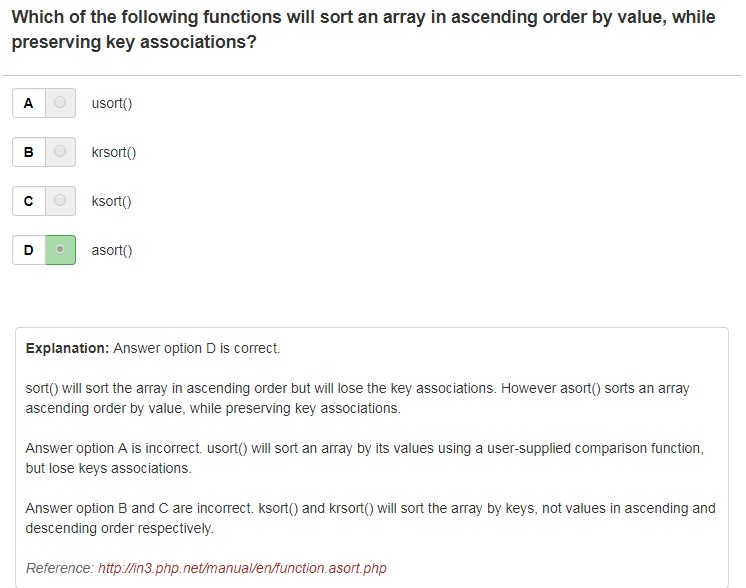 Which of the following functions will sort an array in ascending order by value, while
preserving key associations?
A usort()
B krsort()
C ksort()
D asort()
Explanation: Answer option D is correct.
sort() will sort the array in ascending order but will lose the key associations. However asort() sorts an array
ascending order by value, while preserving key associations.
Answer option A is incorrect. usort() will sort an array by its values using a user-supplied comparison function,
but lose keys associations.
Answer option B and C are incorrect. ksort() and krsort() will sort the array by keys, not values in ascending and
descending order respectively.
Reference: http://in3.php.net/manual/en/function.asort.php